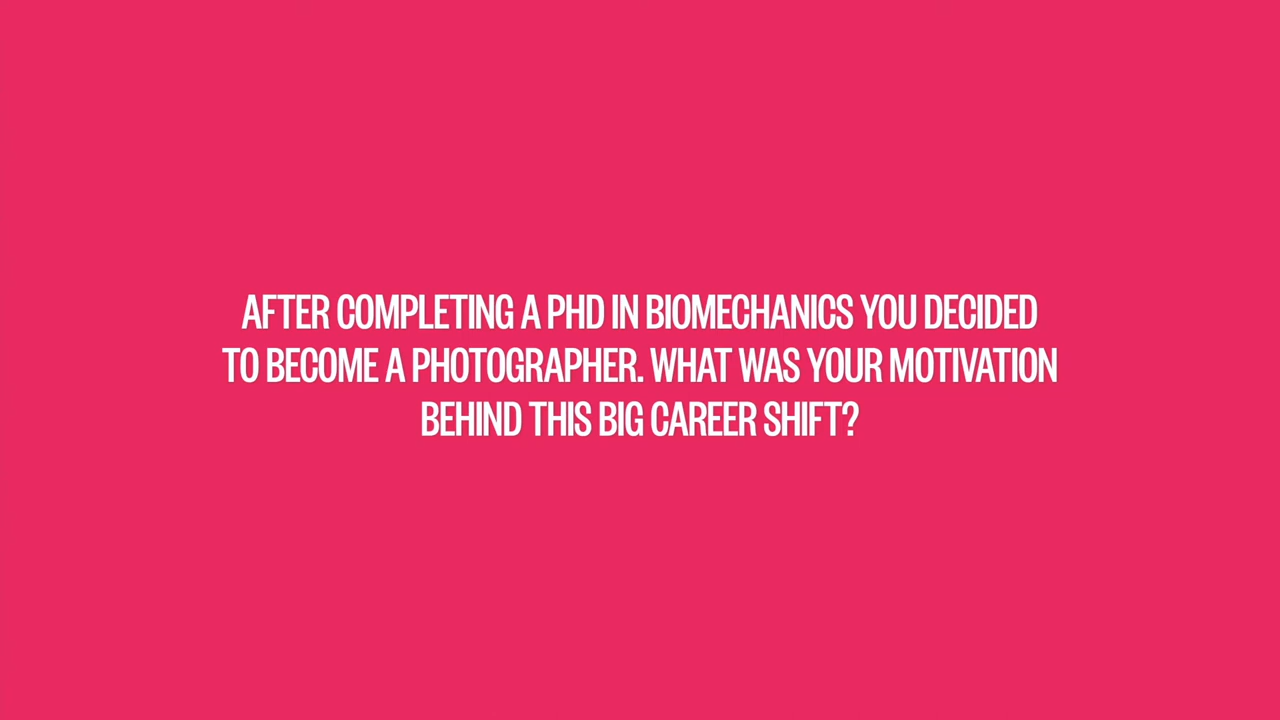 AFTER COMPLETING A PHD IN BIOMECHANICS YOU DECIDED
TO BECOME A PHOTOGRAPHER. WHAT WAS YOUR MOTIVATION
BEHIND THIS BIG CAREER SHIFT?